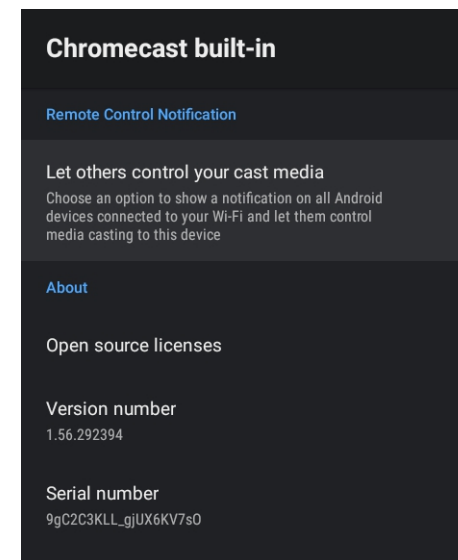 Chromecast built-in
Remote Control Notification
Let others control your cast media
Choose an option to show a notification on all Android
devices connected to your Wi-Fi and let them control
media casting to this device
About
Open source licenses
Version number
1.56.292394
Serial number
9gC2C3KLL_gjUX6KV7sO